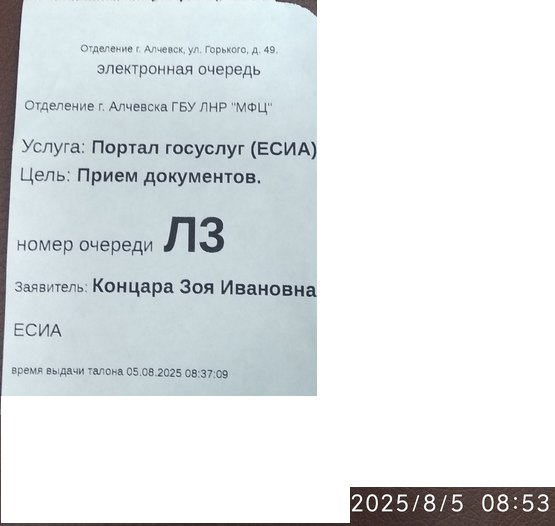 Отделение г. Алчевск, ул. Горького, д. 49.
электронная очередь
Отделение г. Алчевска ГБУ ЛНР "МФЦ"
Услуга: Портал госуслуг (ЕСИА)
Цель: Прием документов.
номер очереди Л3
Заявитель: Концара Зоя Ивановна
ЕСИА
время выдачи талона 05.08.2025 08:37:09
2025/8/5 08:53